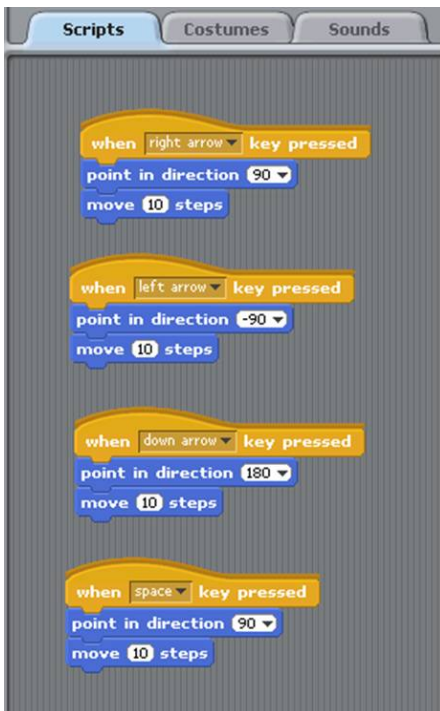 Scripts Costumes Sounds
when right arrow key pressed
point in direction 90
move 10 steps
when left arrow key pressed
point in direction -90
move 10 steps
when down arrow key pressed
point in direction 180
move 10 steps
when space key pressed
point in direction 90
move 10 steps